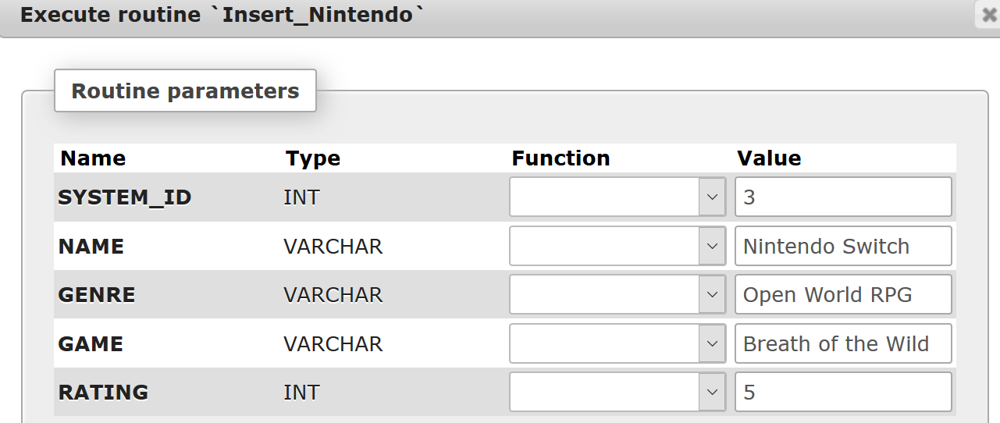 Execute routine `Insert_Nintendo`
Routine parameters
Name Type Function Value
SYSTEM_ID INT 3
NAME VARCHAR Nintendo Switch
GENRE VARCHAR Open World RPG
GAME VARCHAR Breath of the Wild
RATING INT 5